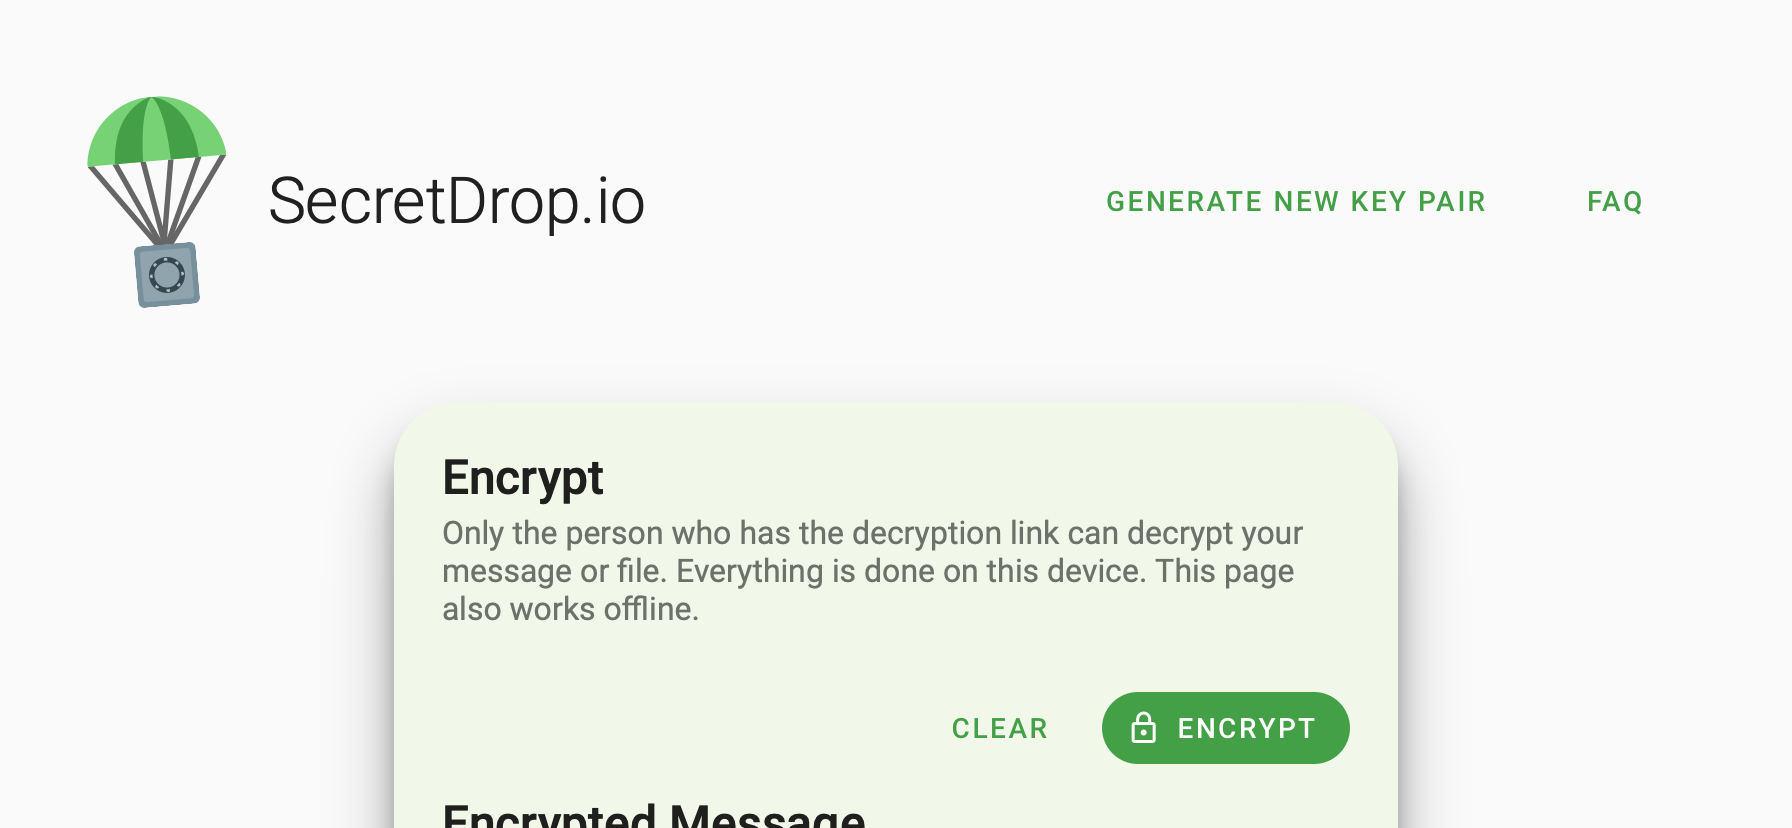 SecretDrop.io
GENERATE NEW KEY PAIR
FAQ
Encrypt
Only the person who has the decryption link can decrypt your
message or file. Everything is done on this device. This page
also works offline.
CLEAR
ENCRYPT
Encrypted Message